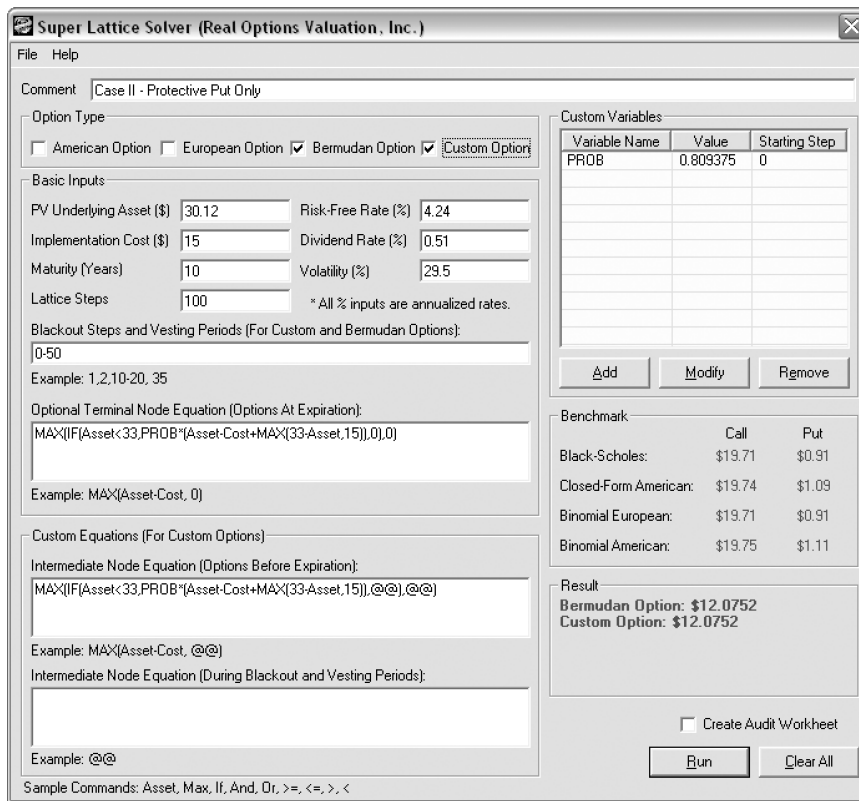 Super Lattice Solver (Real Options Valuation, Inc.)
File Help
Comment Case II - Protective Put Only
Option Type
American Option European Option Bermudan Option Custom Option
Basic Inputs
PV Underlying Asset ($) 30.12 Risk-Free Rate (%) 4.24
Implementation Cost ($) 15 Dividend Rate (%) 0.51
Maturity (Years) 10 Volatility (%) 29.5
Lattice Steps 100 * All % inputs are annualized rates.
Blackout Steps and Vesting Periods (For Custom and Bermudan Options):
0-50
Example: 1,2,10-20, 35
Optional Terminal Node Equation (Options At Expiration):
MAX(IF(Asset<33,PROB*(Asset-Cost+MAX(33-Asset,15)),0),0)
Example: MAX(Asset-Cost, 0)
Custom Equations (For Custom Options)
Intermediate Node Equation (Options Before Expiration):
MAX(IF(Asset<33,PROB*(Asset-Cost+MAX(33-Asset,15)),@@),@@)
Example: MAX(Asset-Cost, @@)
Intermediate Node Equation (During Blackout and Vesting Periods):
Example: @@
Sample Commands: Asset, Max, If, And, Or, >=, <=, >, <
Custom Variables
Variable Name Value Starting Step
PROB 0.809375 0
Add Modify Remove
Benchmark
Call Put
Black-Scholes: $19.71 $0.91
Closed-Form American: $19.74 $1.09
Binomial European: $19.71 $0.91
Binomial American: $19.75 $1.11
Result
Bermudan Option: $12.0752
Custom Option: $12.0752
Create Audit Workheet
Run Clear All